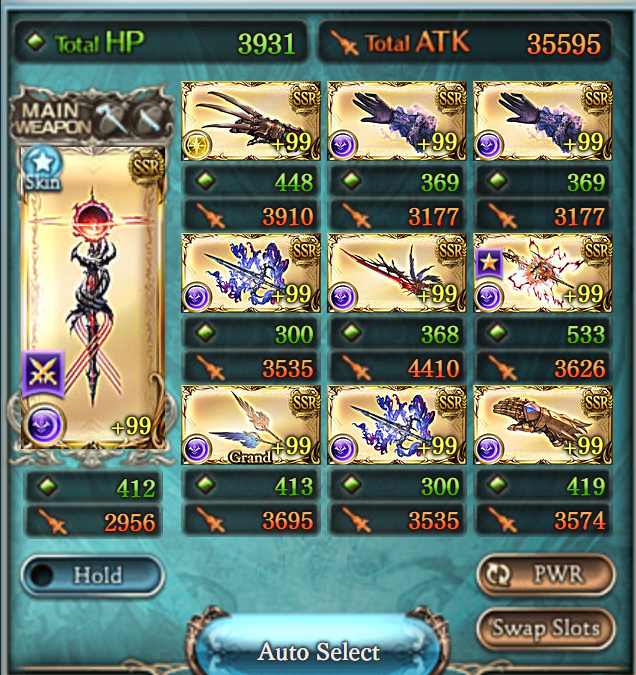 Total HP 3931 Total ATK 35595
MAIN
WEAPON
Skin SSR
+99
412
2956
SSR +99 SSR +99 SSR +99
448 369 369
3910 3177 3177
SSR +99 SSR +99 SSR +99
300 368 533
3535 4410 3626
SSR Grand +99 SSR +99 SSR +99
413 300 419
3695 3535 3574
Hold PWR
Swap Slots
Auto Select